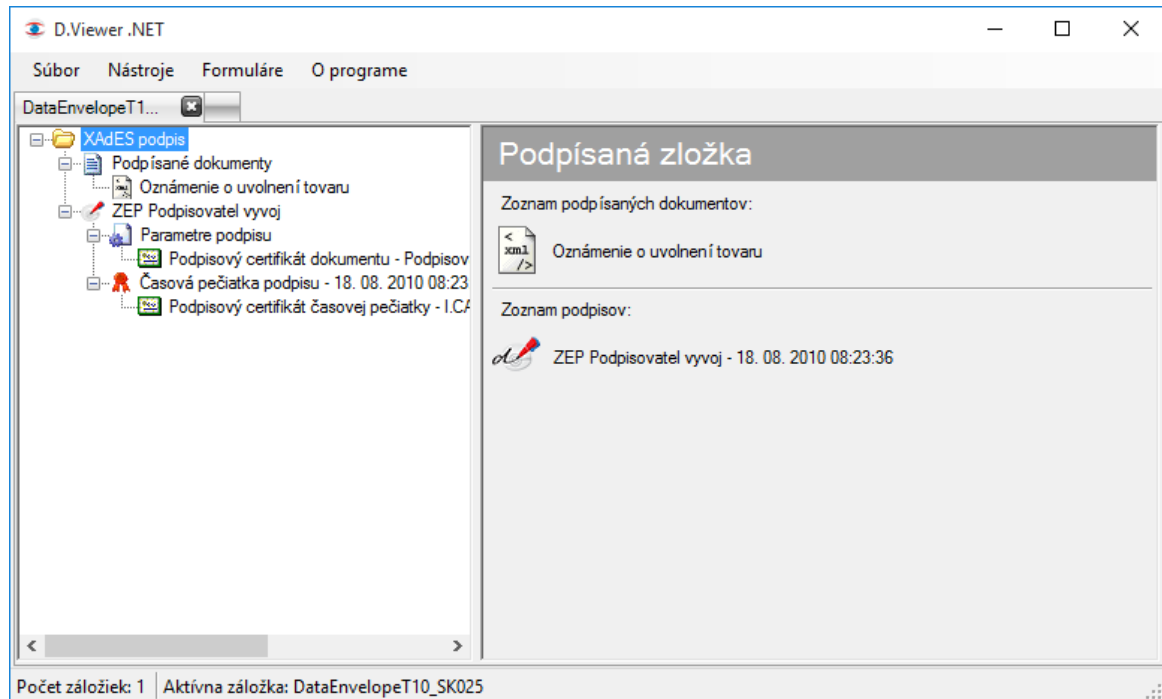 D.Viewer .NET
Súbor Nástroje Formuláre O programe
DataEnvelopeT1...
XAdES podpis
Podpísané dokumenty
Oznámenie o uvolnení tovaru
ZEP Podpisovatel vyvoj
Parametre podpisu
Podpisový certifikát dokumentu - Podpisov
Časová pečiatka podpisu - 18. 08. 2010 08:23
Podpisový certifikát časovej pečiatky - I.CA
Podpísaná zložka
Zoznam podpísaných dokumentov:
< xml />
Oznámenie o uvolnení tovaru
Zoznam podpisov:
ZEP Podpisovatel vyvoj - 18. 08. 2010 08:23:36
Počet záložiek: 1 Aktívna záložka: DataEnvelopeT10_SK025